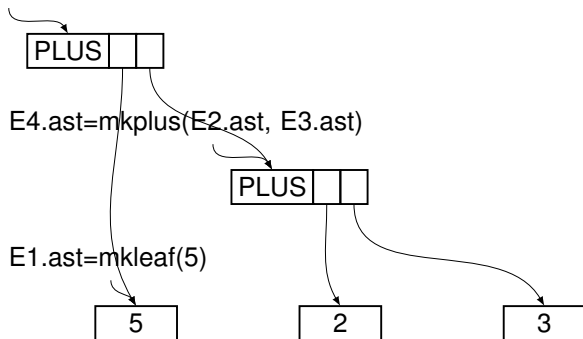 PLUS
E4.ast=mkplus(E2.ast, E3.ast)
PLUS
E1.ast=mkleaf(5)
5 2 3